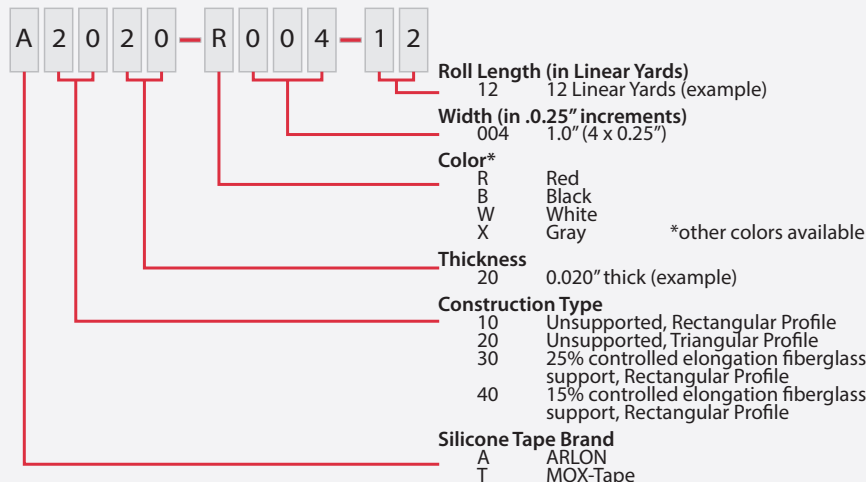 A 2 0 2 0 – R 0 0 4 – 1 2
Roll Length (in Linear Yards)
12 12 Linear Yards (example)
Width (in .0.25” increments)
004 1.0” (4 x 0.25”)
Color*
R Red
B Black
W White
X Gray *other colors available
Thickness
20 0.020” thick (example)
Construction Type
10 Unsupported, Rectangular Profile
20 Unsupported, Triangular Profile
30 25% controlled elongation fiberglass
support, Rectangular Profile
40 15% controlled elongation fiberglass
support, Rectangular Profile
Silicone Tape Brand
A ARLON
T MOX-Tape